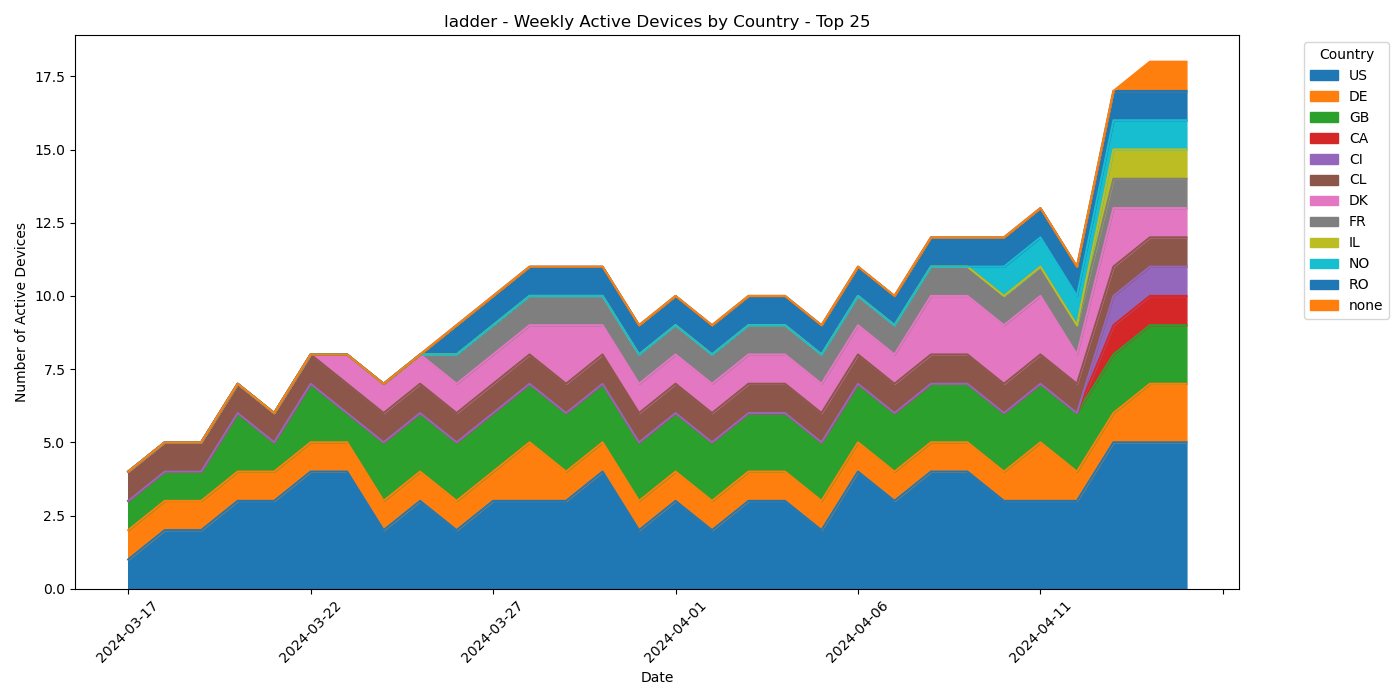 ladder - Weekly Active Devices by Country - Top 25
Number of Active Devices
17.5
15.0
12.5
10.0
7.5
5.0
2.5
0.0
2024-03-17
2024-03-22
2024-03-27
2024-04-01
2024-04-06
2024-04-11
Date
Country
US
DE
GB
CA
CI
CL
DK
FR
IL
NO
RO
none